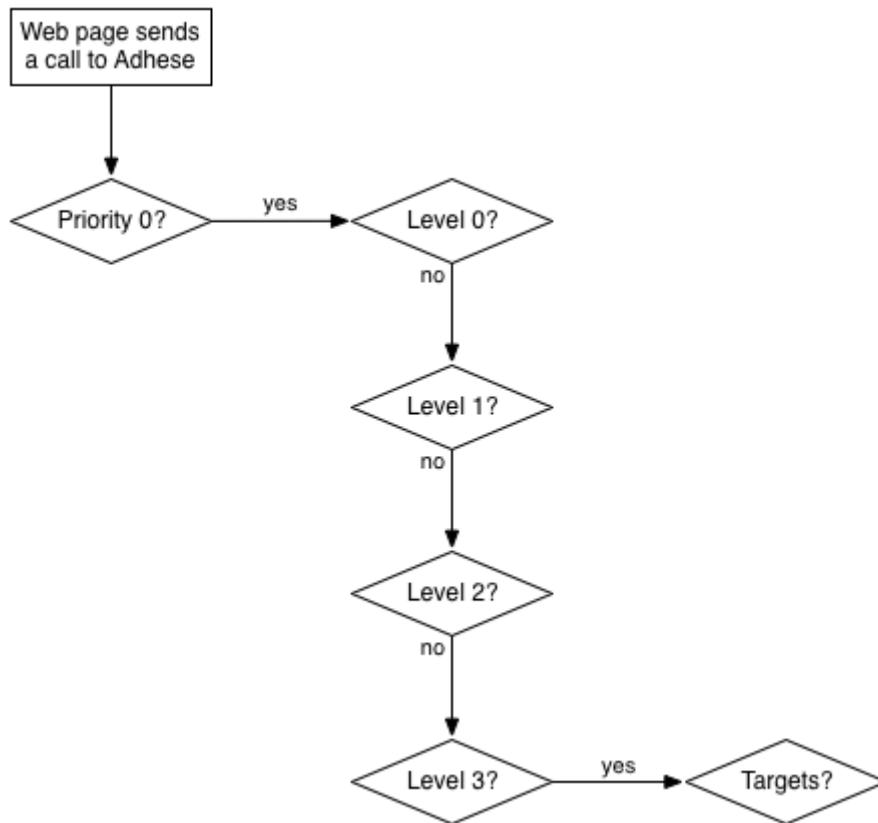 Web page sends
a call to Adhese
Priority 0?
yes
Level 0?
no
Level 1?
no
Level 2?
no
Level 3?
yes
Targets?